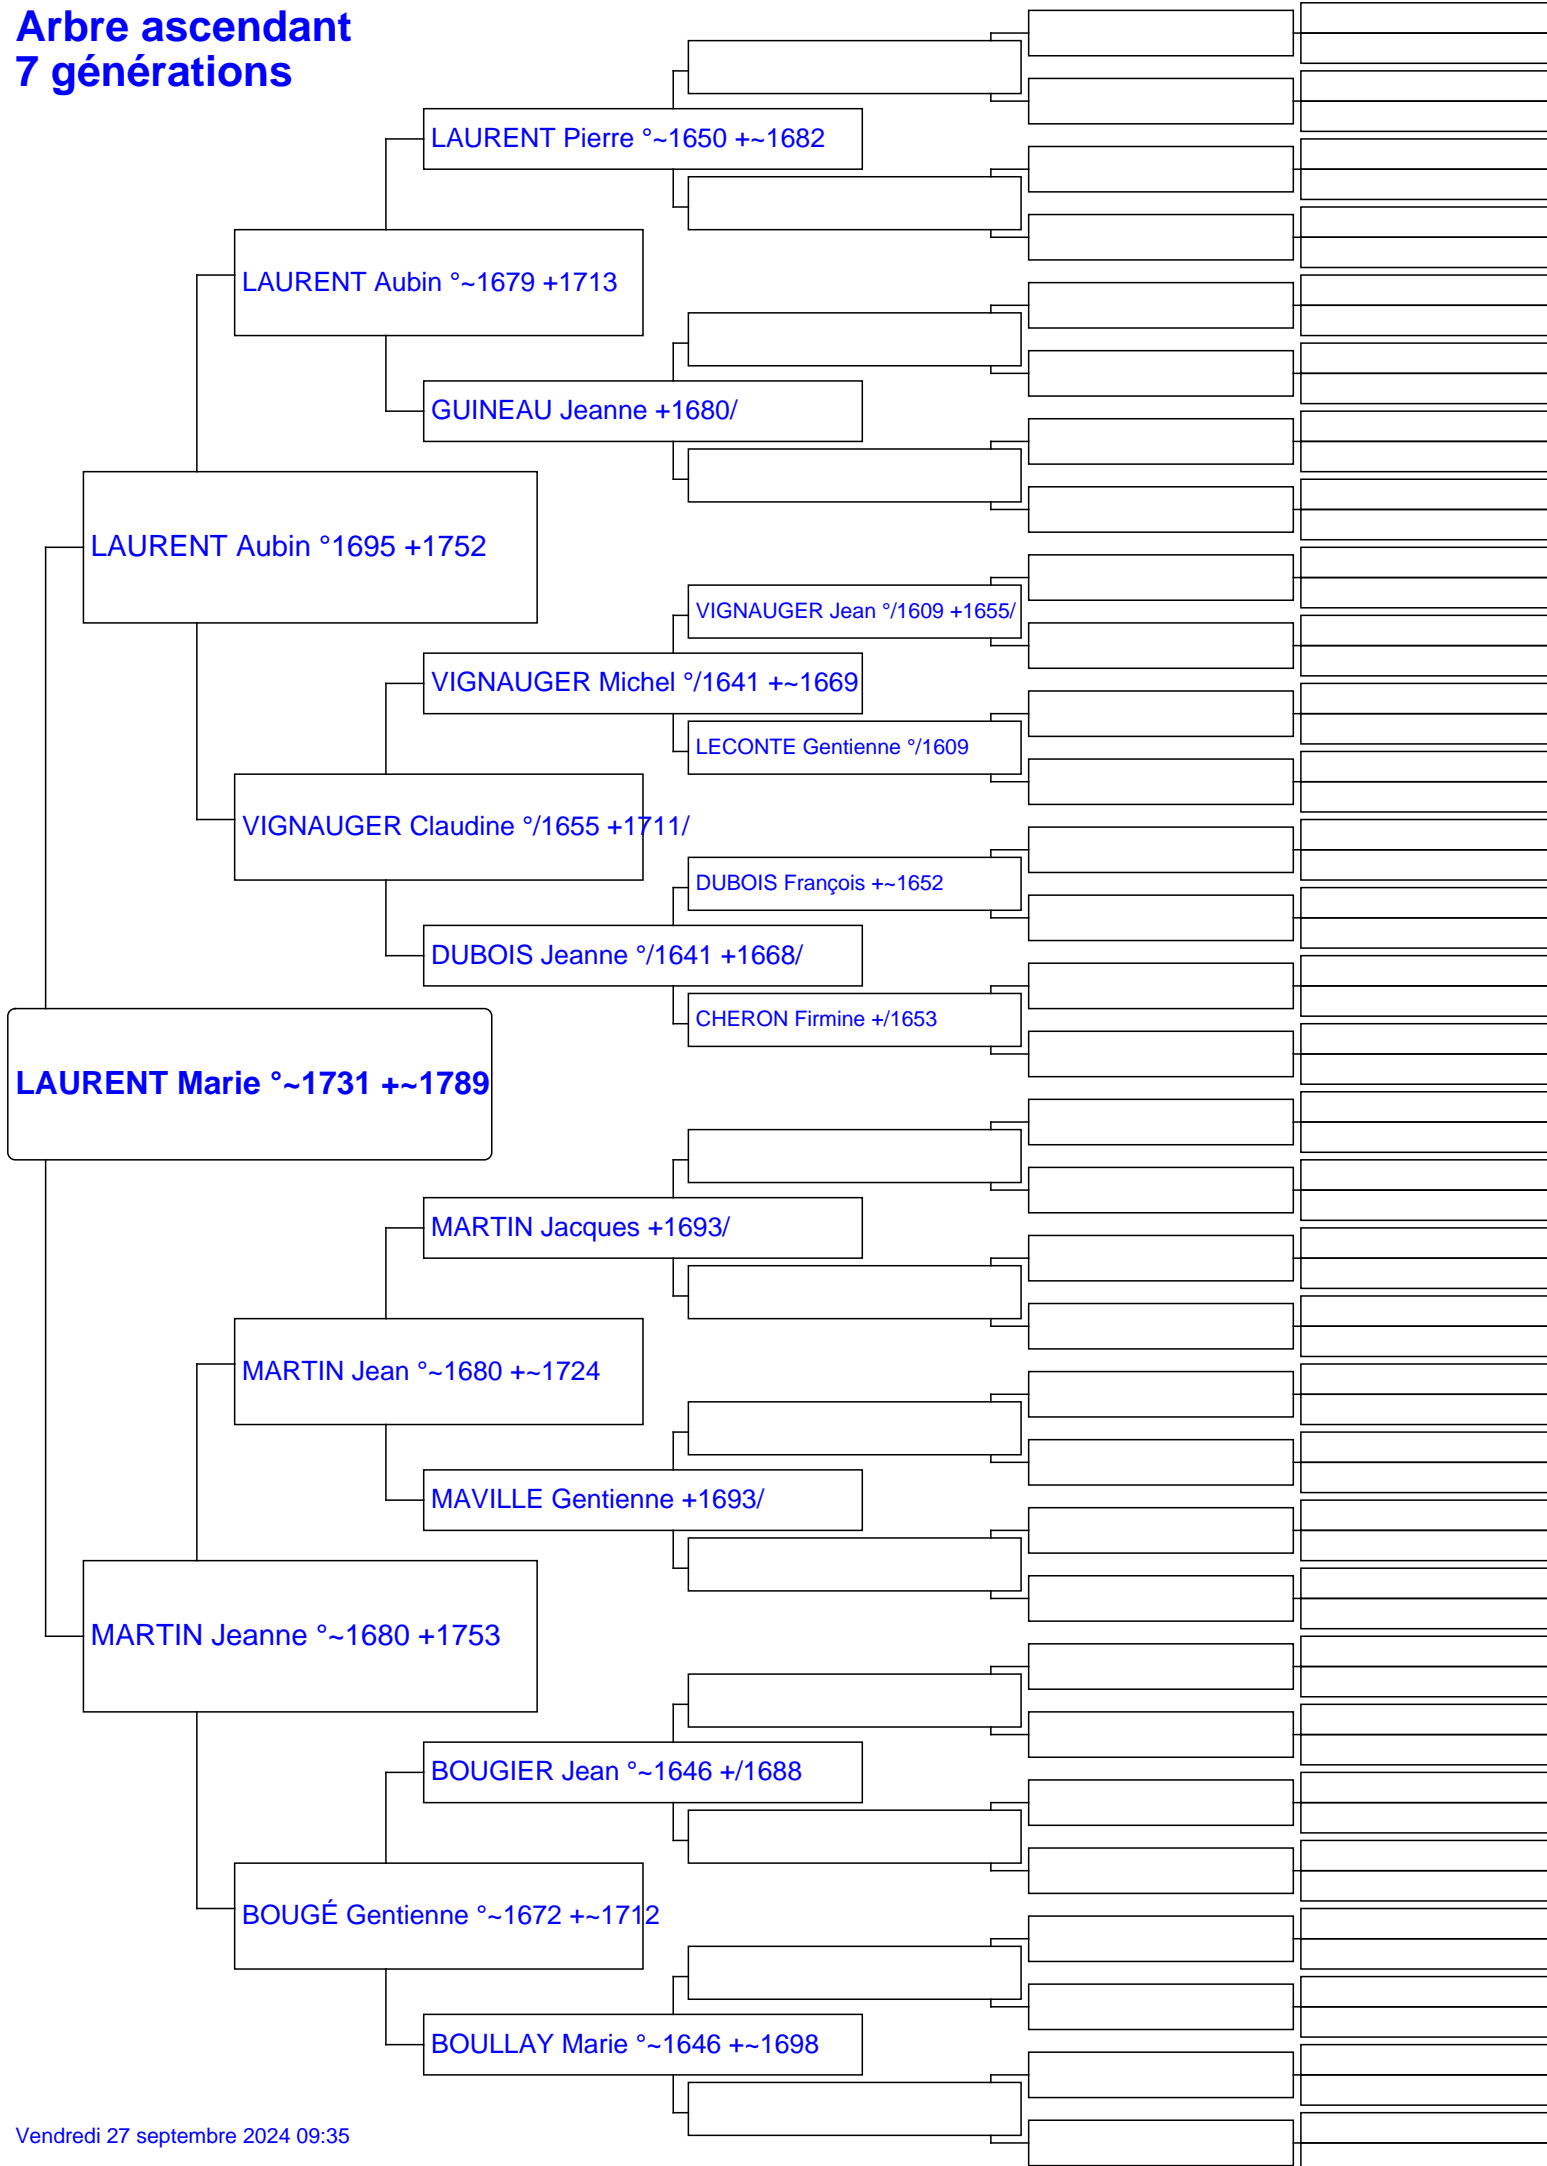 Arbre ascendant
7 générations
LAURENT Pierre °~1650 +~1682
LAURENT Aubin °~1679 +1713
GUINEAU Jeanne +1680/
LAURENT Aubin °1695 +1752
VIGNAUGER Jean °/1609 +1655/
VIGNAUGER Michel °/1641 +~1669
LECONTE Gentienne °/1609
VIGNAUGER Claudine °/1655 +1711/
DUBOIS François +~1652
DUBOIS Jeanne °/1641 +1668/
CHERON Firmine +/1653
LAURENT Marie °~1731 +~1789
MARTIN Jacques +1693/
MARTIN Jean °~1680 +~1724
MAVILLE Gentienne +1693/
MARTIN Jeanne °~1680 +1753
BOUGIER Jean °~1646 +/1688
BOUGÉ Gentienne °~1672 +~1712
BOULLAY Marie °~1646 +~1698
Vendredi 27 septembre 2024 09:35